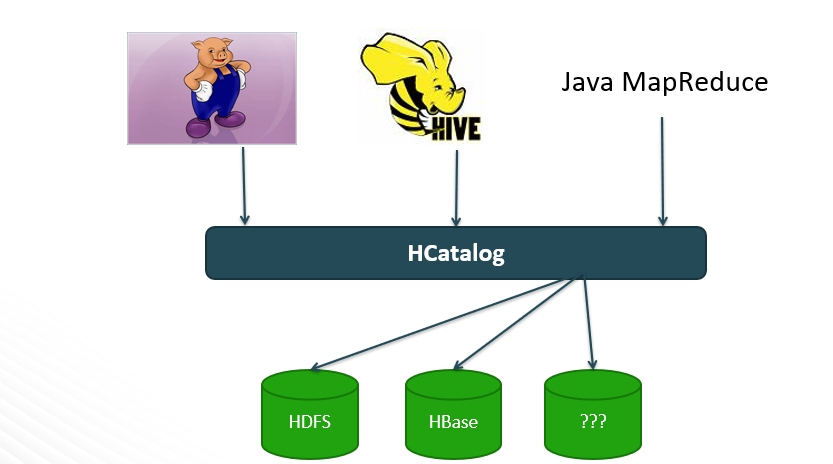 HIVE
Java MapReduce
HCatalog
HDFS
HBase
???